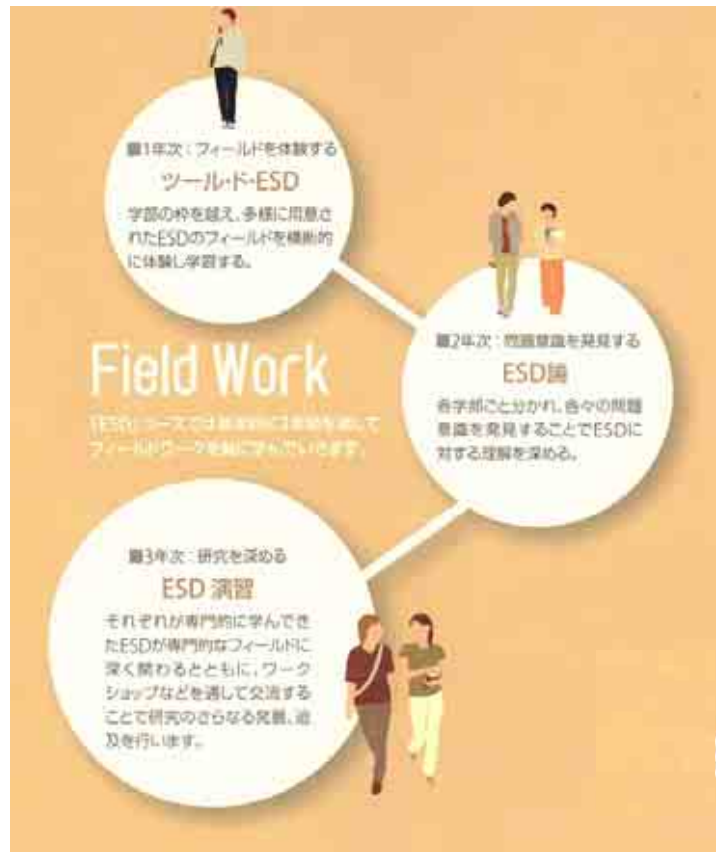 ■1年次：フィールドを体験する
ツール・ド・ESD
学部の枠を越え、多様に用意さ
れたESDのフィールドを横断的
に体験し学習する。
■2年次：問題意識を発見する
ESD論
各学部ごと分かれ、各々の問題
意識を発見することでESDに
対する理解を深める。
Field Work
ESDコースでは
フィールドワークを軸に学んでいきます。
■3年次：研究を深める
ESD 演習
それぞれが専門的に学んでき
たESDが専門的なフィールドに
深く関わるとともに、ワーク
ショップなどを通して交流する
ことで研究のさらなる発展、追
及を行います。